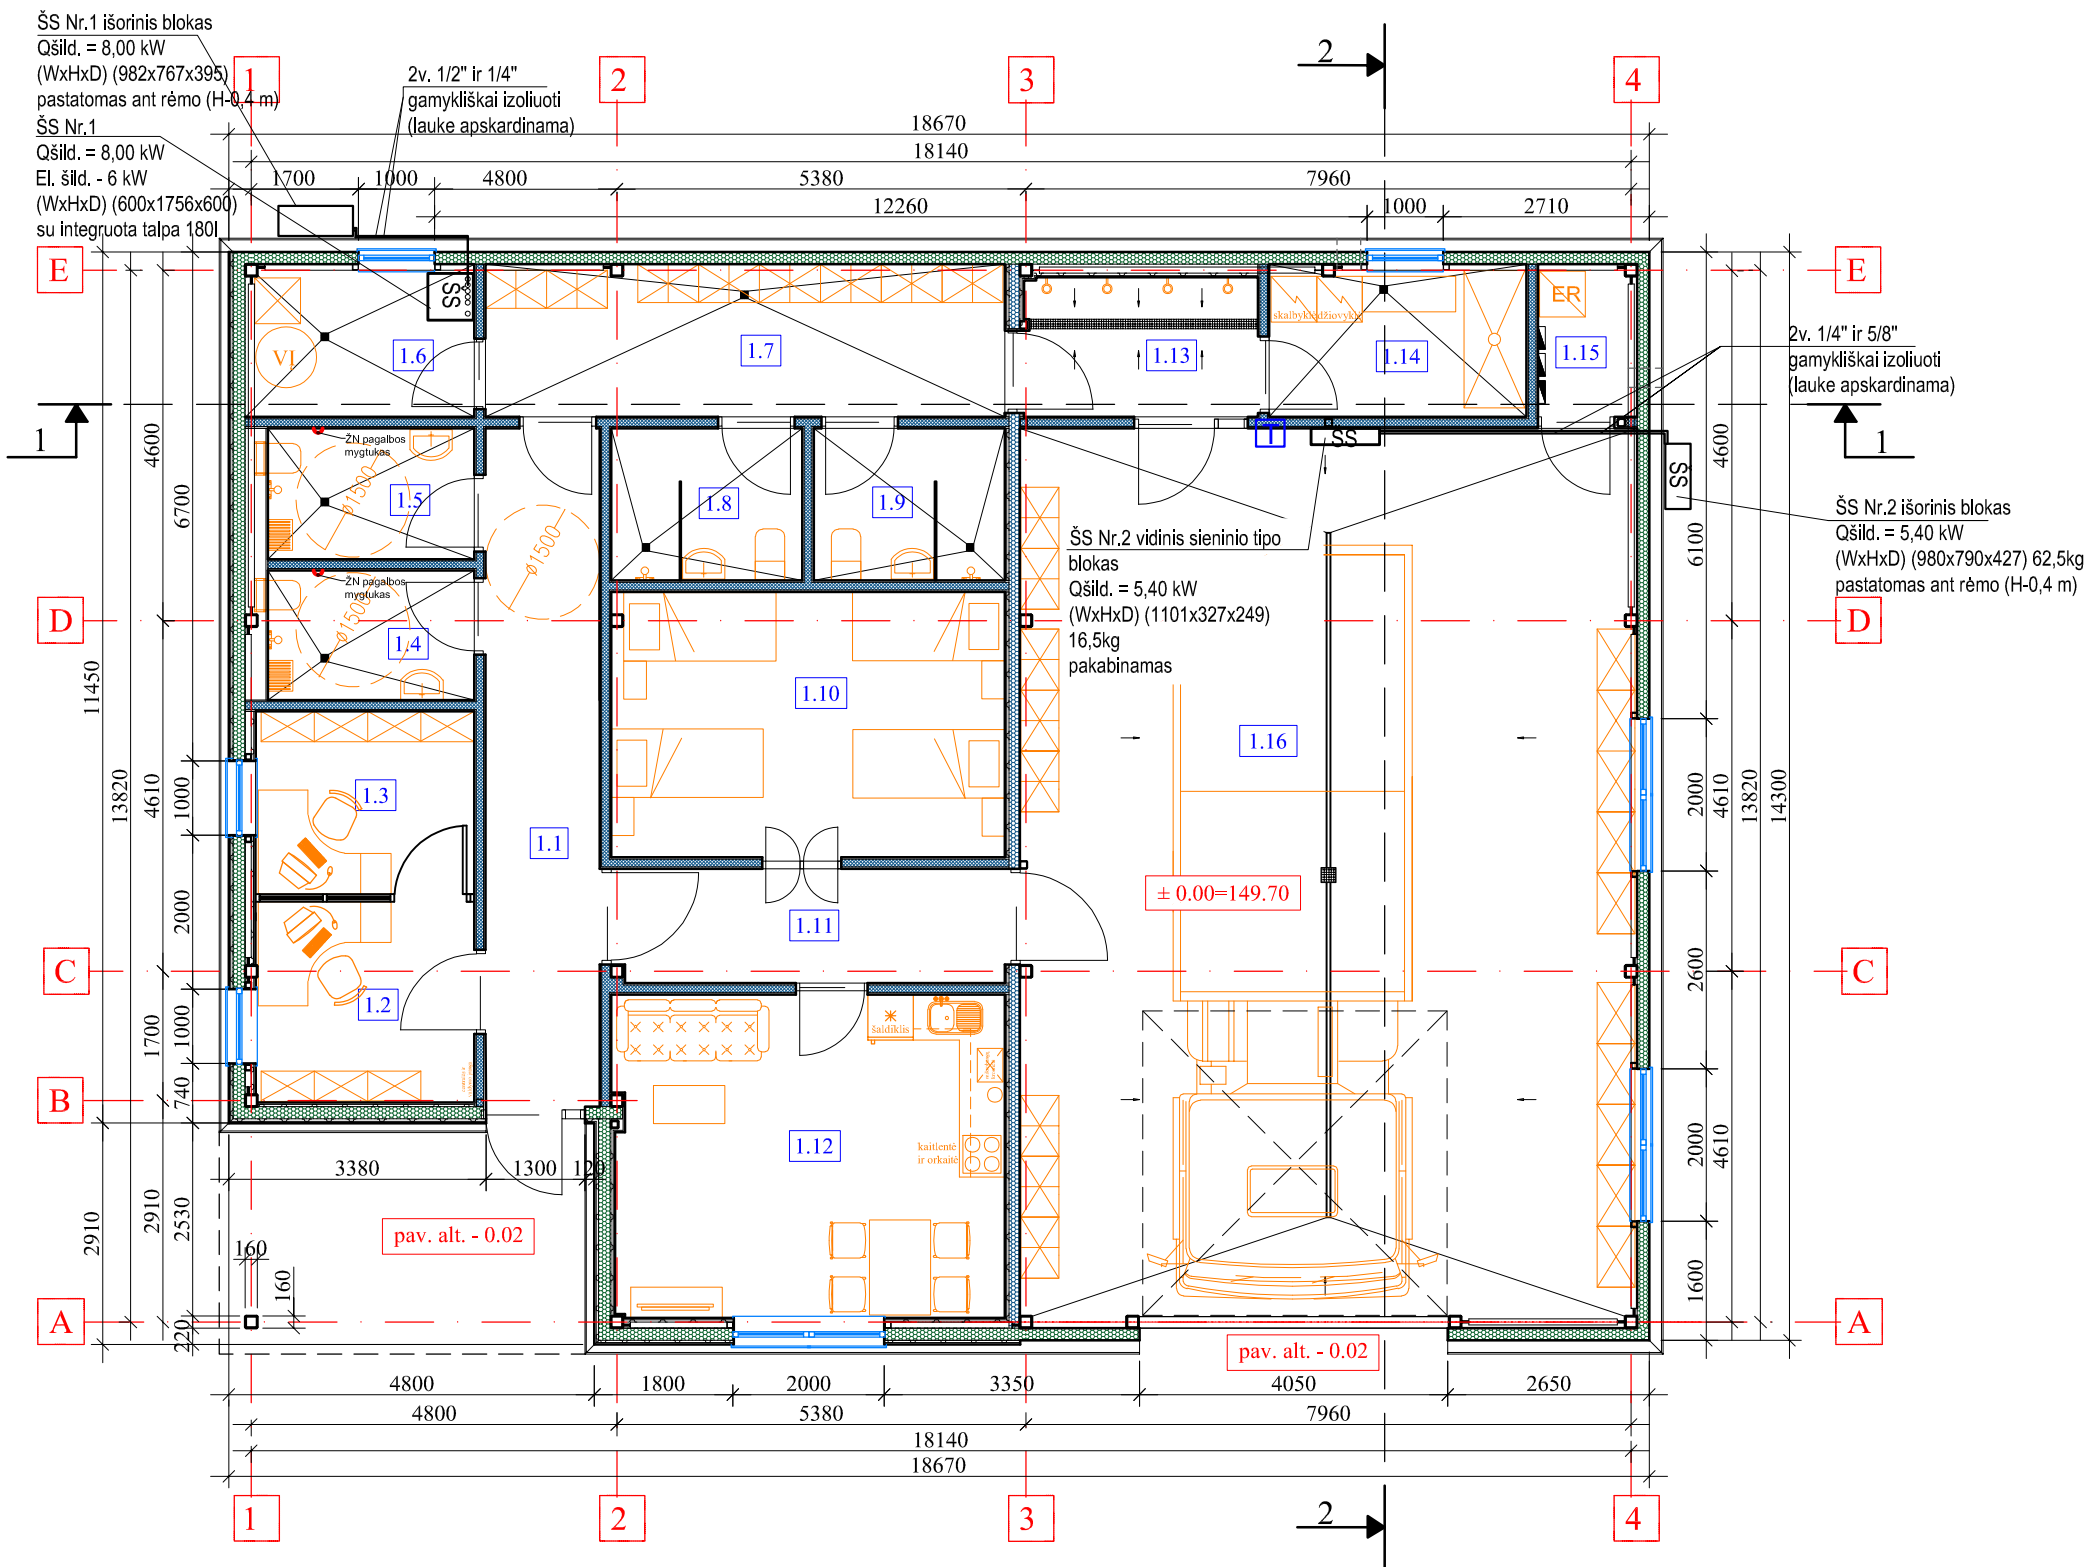 ŠS Nr.1 išorinis blokas
Qšild. = 8,00 kW
(WxHxD) (982x767x395)
pastatomas ant rėmo (H-0,4 m)
ŠS Nr.1
Qšild. = 8,00 kW
El. šild. - 6 kW
(WxHxD) (600x1756x600)
su integruota talpa 180l
2v. 1/2" ir 1/4"
gamykliškai izoliuoti
(lauke apskardinama)
1
2
3
4
2
18670
18140
1700
1000
4800
5380
7960
12260
1000
2710
E
E
ŠS
VI
1.6
1.7
1.13
skalbyklė
džiovyklė
1.14
ER
1.15
2v. 1/4" ir 5/8"
gamykliškai izoliuoti
(lauke apskardinama)
1
1
T
ŠS
ŠS
ŽN pagalbos
mygtukas
ø1500
1.5
ø1500
1.8
1.9
ŽN pagalbos
mygtukas
ø1500
1.4
ŠS Nr.2 vidinis sieninio tipo
blokas
Qšild. = 5,40 kW
(WxHxD) (1101x327x249)
16,5kg
pakabinamas
ŠS Nr.2 išorinis blokas
Qšild. = 5,40 kW
(WxHxD) (980x790x427) 62,5kg
pastatomas ant rėmo (H-0,4 m)
4600
6700
11450
13820
4610
1000
2000
1700
1000
740
2910
2910
2530
220
160
160
4600
6100
2000
4610
13820
14300
2600
2000
4610
1600
D
D
1.10
1.16
1.3
1.1
± 0.00=149.70
1.11
C
C
1.2
šaldiklis
B
1.12
kaitlentė
ir orkaitė
3380
1300
120
pav. alt. - 0.02
A
A
pav. alt. - 0.02
4800
1800
2000
3350
4050
2650
4800
5380
7960
18140
18670
1
2
3
2
4